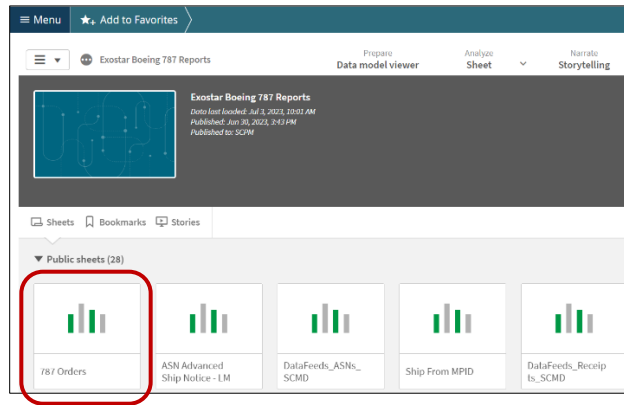 Menu
Add to Favorites
Exostar Boeing 787 Reports
Prepare
Data model viewer
Analyze
Sheet
Narrate
Storytelling
Exostar Boeing 787 Reports
Data last loaded: Jul 3, 2023, 10:01 AM
Published: Jun 30, 2023, 3:43 PM
Published to: SCPM
Sheets
Bookmarks
Stories
Public sheets (28)
787 Orders
ASN Advanced
Ship Notice - LM
DataFeeds_ASNs_
SCMD
Ship From MPID
DataFeeds_Receip
ts_SCMD